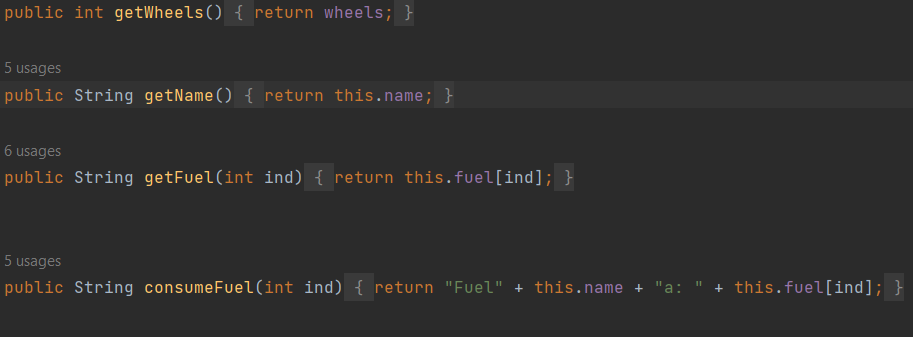 public int getWheels() { return wheels; }
5 usages
public String getName() { return this.name; }
6 usages
public String getFuel(int ind) { return this.fuel[ind]; }
5 usages
public String consumeFuel(int ind) { return "Fuel" + this.name + "a: " + this.fuel[ind]; }